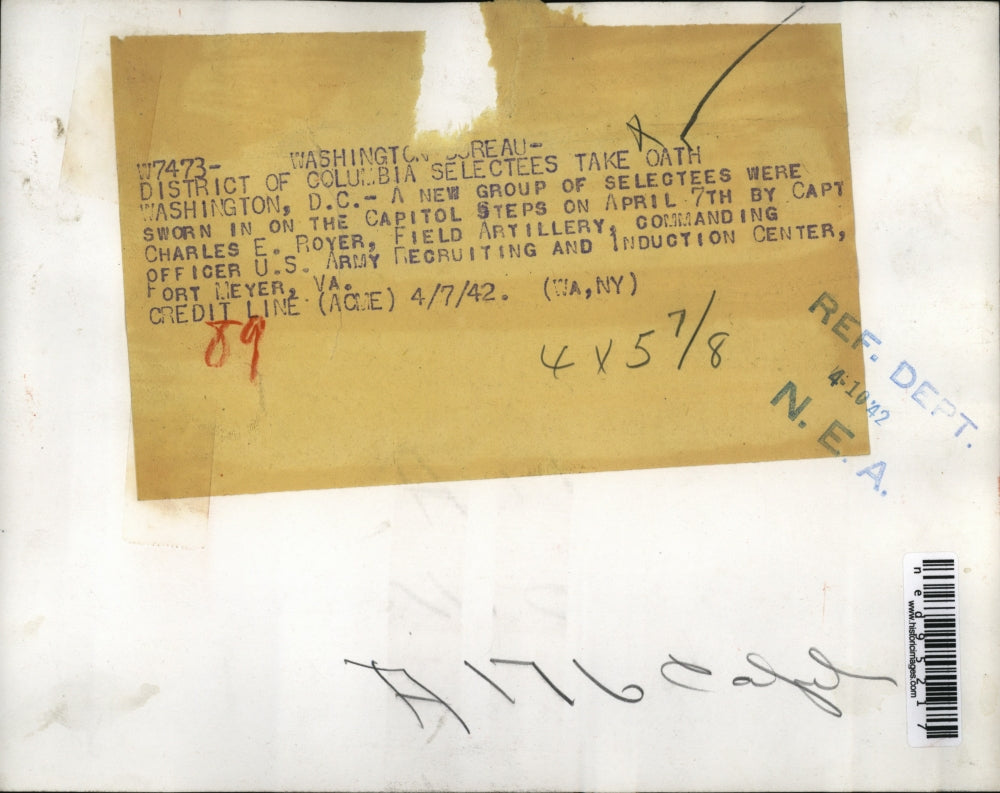 W7473- WASHINGTON BUREAU-
DISTRICT OF COLUMBIA SELECTEES TAKE OATH
WASHINGTON, D.C.- A NEW GROUP OF SELECTEES WERE
SWORN IN ON THE CAPITOL STEPS ON APRIL 7TH BY CAPT
CHARLES E. ROYER, FIELD ARTILLERY, COMMANDING
OFFICER U.S. ARMY RECRUITING AND INDUCTION CENTER,
FORT MEYER, VA.
CREDIT LINE (ACME) 4/7/42. (WA,NY)
89
4 X 5 7/8
REF. DEPT.
4-10-42
N. E. A.
ned95217
www.historicimages.com